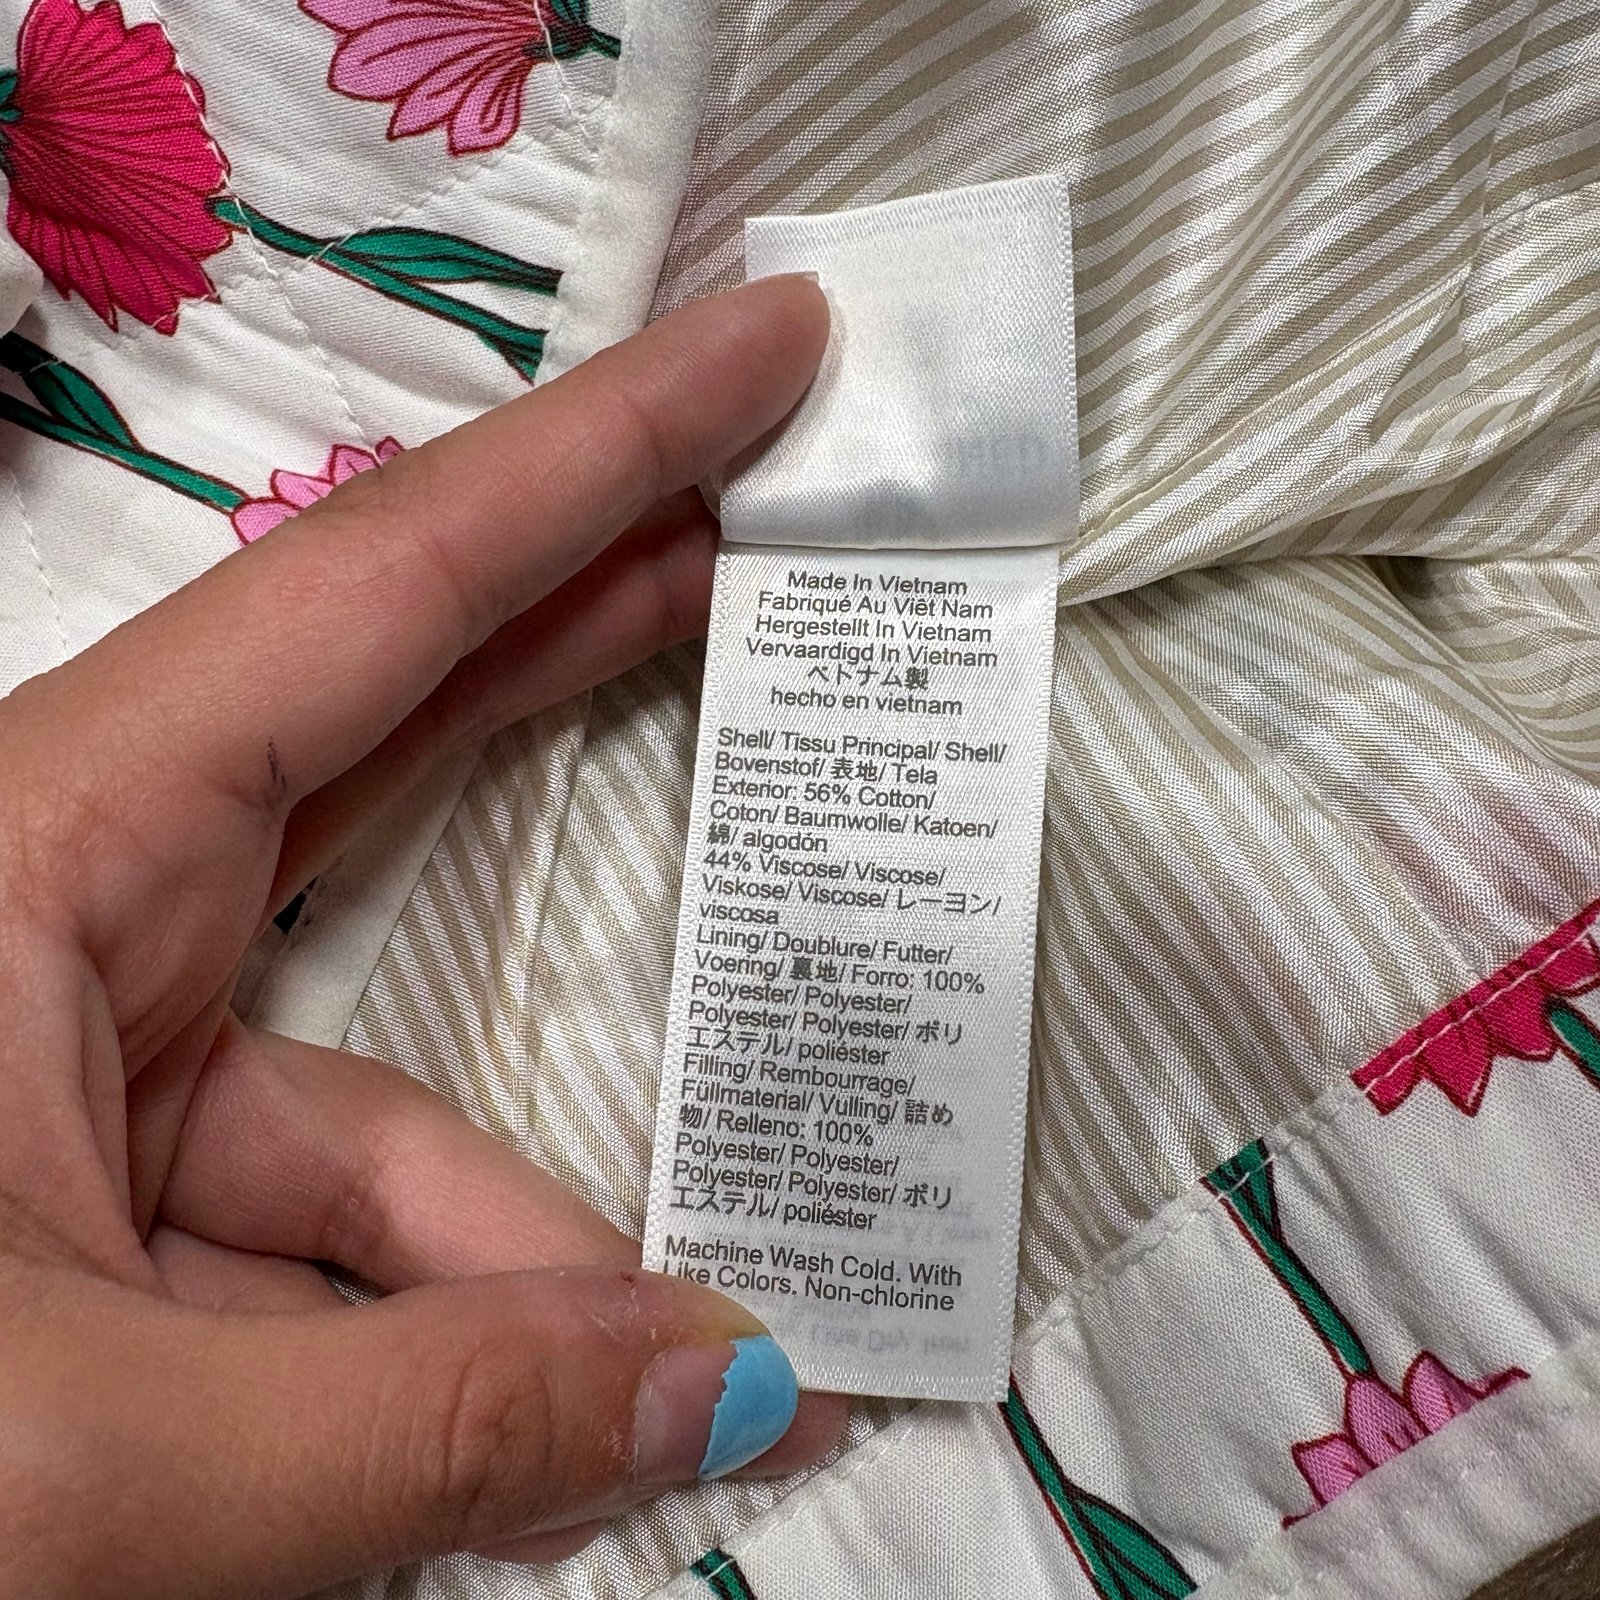 Made In Vietnam
Fabriqué Au Viêt Nam
Hergestellt In Vietnam
Vervaardigd In Vietnam
ベトナム製
hecho en vietnam
Shell/ Tissu Principal/ Shell/
Bovenstof/ 表地/ Tela
Exterior: 56% Cotton/
Coton/ Baumwolle/ Katoen/
綿/ algodón
44% Viscose/ Viscose/
Viskose/ Viscose/ レーヨン/
viscosa
Lining/ Doublure/ Futter/
Voering/ 裏地/ Forro: 100%
Polyester/ Polyester/
Polyester/ Polyester/ ポリ
エステル/ poliéster
Filling/ Rembourrage/
Füllmaterial/ Vulling/ 詰め
物/ Relleno: 100%
Polyester/ Polyester/
Polyester/ Polyester/ ポリ
エステル/ poliéster
Machine Wash Cold. With
Like Colors. Non-chlorine